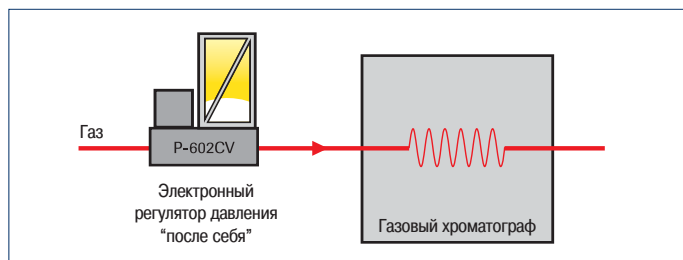 Газ
P-602CV
Электронный
регулятор давления
“после себя”
Газовый хроматограф